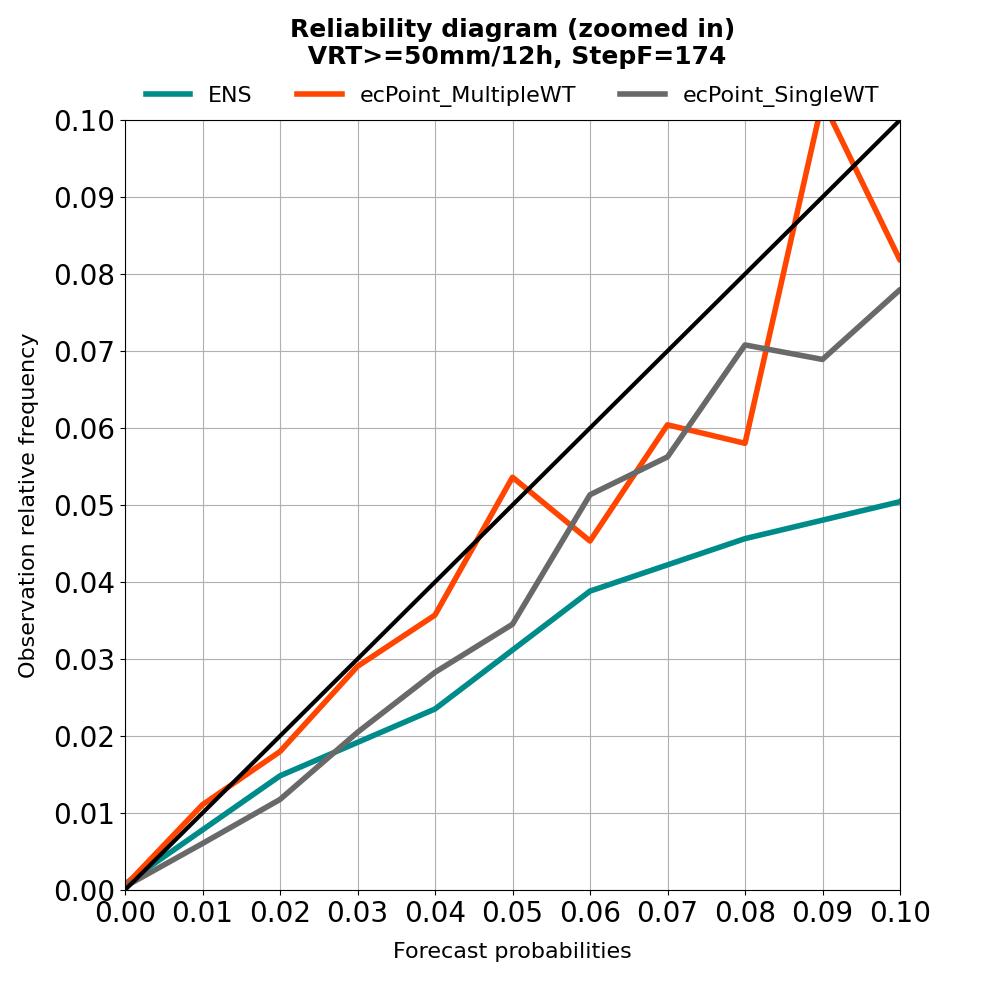 Reliability diagram (zoomed in)
VRT>=50mm/12h, StepF=174
ENS ecPoint_MultipleWT ecPoint_SingleWT
0.10
0.09
0.08
0.07
0.06
0.05
0.04
0.03
0.02
0.01
0.00
Observation relative frequency
0.00 0.01 0.02 0.03 0.04 0.05 0.06 0.07 0.08 0.09 0.10
Forecast probabilities